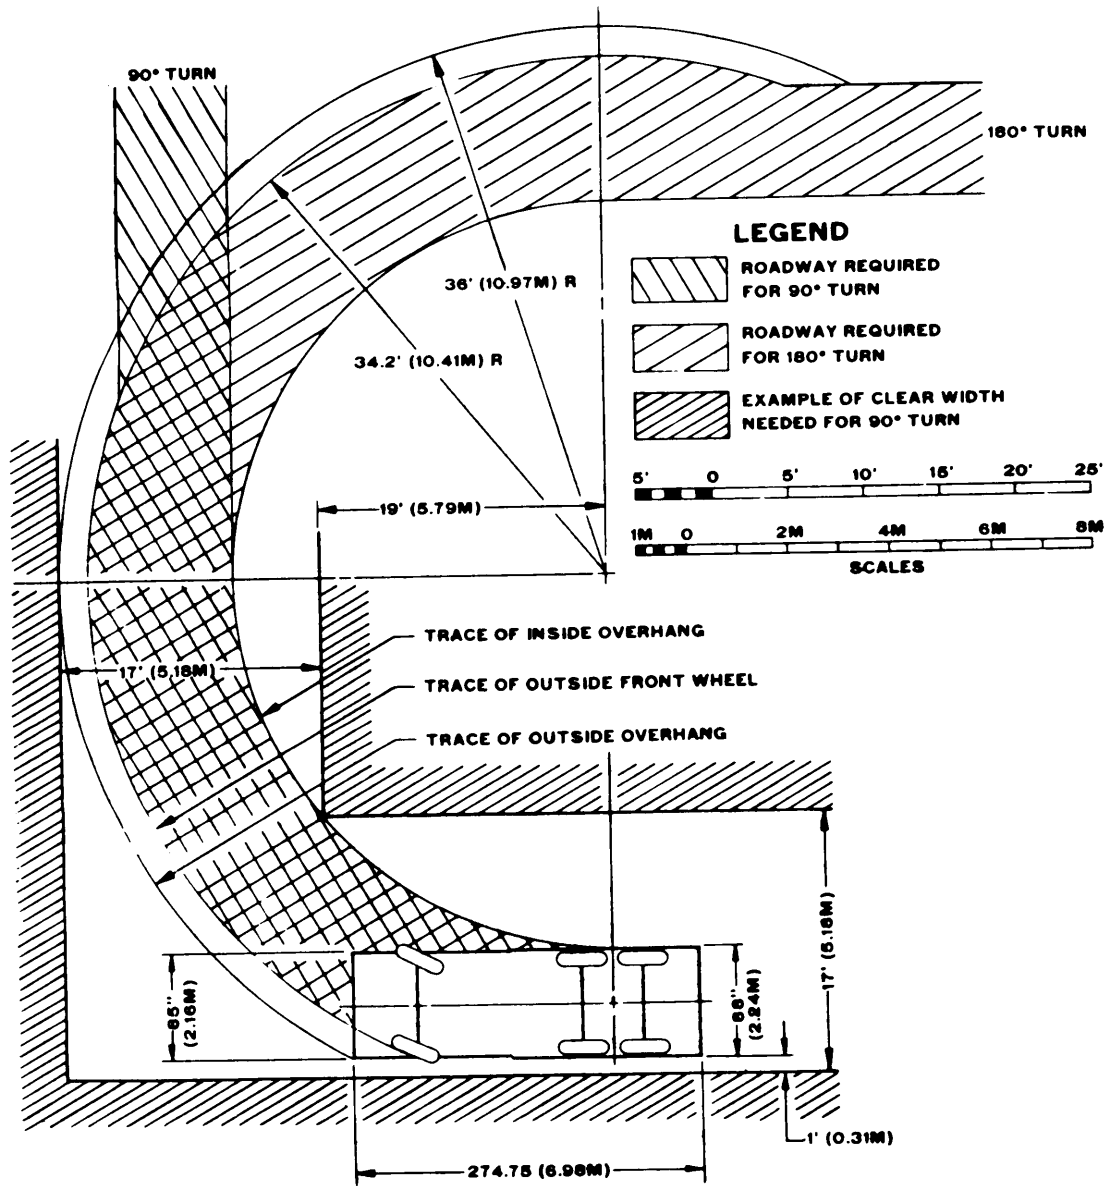 90° TURN
180° TURN
LEGEND
ROADWAY REQUIRED
FOR 90° TURN
36' (10.97M) R
ROADWAY REQUIRED
FOR 180° TURN
34.2' (10.41M) R
EXAMPLE OF CLEAR WIDTH
NEEDED FOR 90° TURN
5' 0 5' 10' 15' 20' 25'
19' (5.79M)
1M 0 2M 4M 6M 8M
SCALES
TRACE OF INSIDE OVERHANG
17' (5.18M)
TRACE OF OUTSIDE FRONT WHEEL
TRACE OF OUTSIDE OVERHANG
17' (5.18M)
85"
(2.16M)
88"
(2.24M)
1' (0.31M)
274.75 (6.98M)